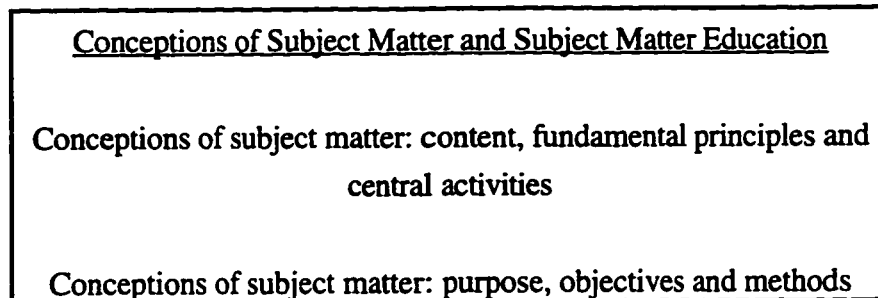 Conceptions of Subject Matter and Subject Matter Education
Conceptions of subject matter: content, fundamental principles and
central activities
Conceptions of subject matter: purpose, objectives and methods